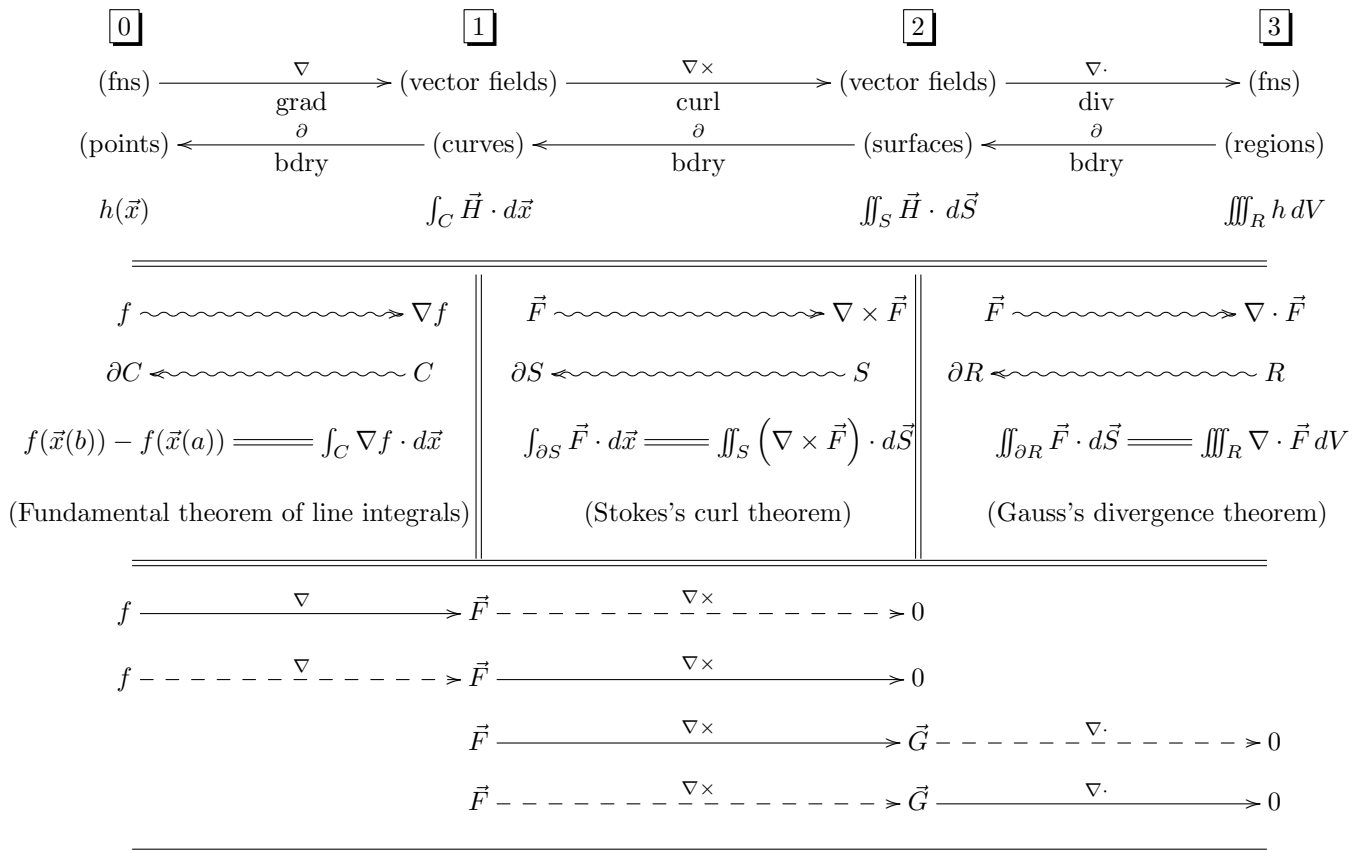 0 1 2 3
(fns) ∇ grad (vector fields) ∇× curl (vector fields) ∇· div (fns)
(points) ∂ bdry (curves) ∂ bdry (surfaces) ∂ bdry (regions)
h(x⃗) ∫_C H⃗ · dx⃗ ∬_S H⃗ · dS⃗ ∭_R h dV
f ∇f F⃗ ∇ × F⃗ F⃗ ∇ · F⃗
∂C C ∂S S ∂R R
f(x⃗(b)) − f(x⃗(a)) = ∫_C ∇f · dx⃗ ∫_{∂S} F⃗ · dx⃗ = ∬_S (∇ × F⃗) · dS⃗ ∬_{∂R} F⃗ · dS⃗ = ∭_R ∇ · F⃗ dV
(Fundamental theorem of line integrals) (Stokes's curl theorem) (Gauss's divergence theorem)
f ∇ F⃗ ∇× 0
f ∇ F⃗ ∇× 0
F⃗ ∇× G⃗ ∇· 0
F⃗ ∇× G⃗ ∇· 0